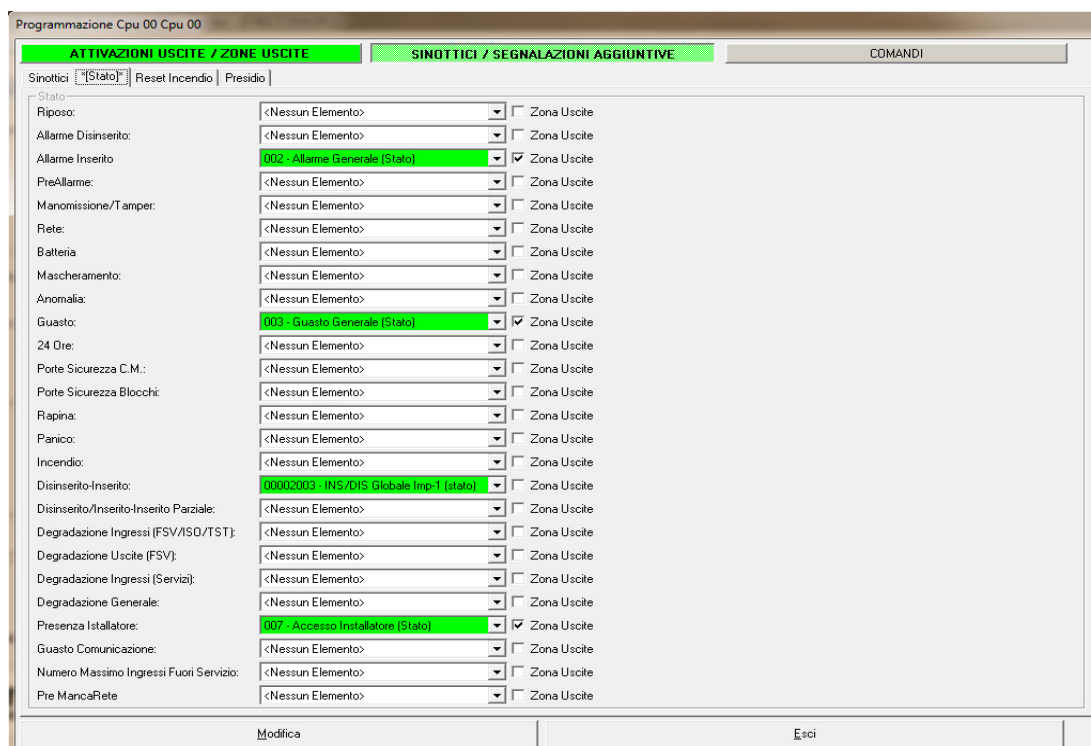 Programmazione Cpu 00 Cpu 00
ATTIVAZIONI USCITE / ZONE USCITE SINOTTICI / SEGNALAZIONI AGGIUNTIVE COMANDI
Sinottici *[Stato]* Reset Incendio Presidio
Stato
Riposo: <Nessun Elemento> Zona Uscite
Allarme Disinserito: <Nessun Elemento> Zona Uscite
Allarme Inserito 002 - Allarme Generale (Stato) Zona Uscite
PreAllarme: <Nessun Elemento> Zona Uscite
Manomissione/Tamper: <Nessun Elemento> Zona Uscite
Rete: <Nessun Elemento> Zona Uscite
Batteria <Nessun Elemento> Zona Uscite
Mascheramento: <Nessun Elemento> Zona Uscite
Anomalia: <Nessun Elemento> Zona Uscite
Guasto: 003 - Guasto Generale (Stato) Zona Uscite
24 Ore: <Nessun Elemento> Zona Uscite
Porte Sicurezza C.M.: <Nessun Elemento> Zona Uscite
Porte Sicurezza Blocchi: <Nessun Elemento> Zona Uscite
Rapina: <Nessun Elemento> Zona Uscite
Panico: <Nessun Elemento> Zona Uscite
Incendio: <Nessun Elemento> Zona Uscite
Disinserito-Inserito: 00002003 - INS/DIS Globale Imp-1 (stato) Zona Uscite
Disinserito/Inserito-Inserito Parziale: <Nessun Elemento> Zona Uscite
Degradazione Ingressi (FSV/ISO/TST): <Nessun Elemento> Zona Uscite
Degradazione Uscite (FSV): <Nessun Elemento> Zona Uscite
Degradazione Ingressi (Servizi): <Nessun Elemento> Zona Uscite
Degradazione Generale: <Nessun Elemento> Zona Uscite
Presenza Istallatore: 007 - Accesso Installatore (Stato) Zona Uscite
Guasto Comunicazione: <Nessun Elemento> Zona Uscite
Numero Massimo Ingressi Fuori Servizio: <Nessun Elemento> Zona Uscite
Pre MancaRete <Nessun Elemento> Zona Uscite
Modifica Esci